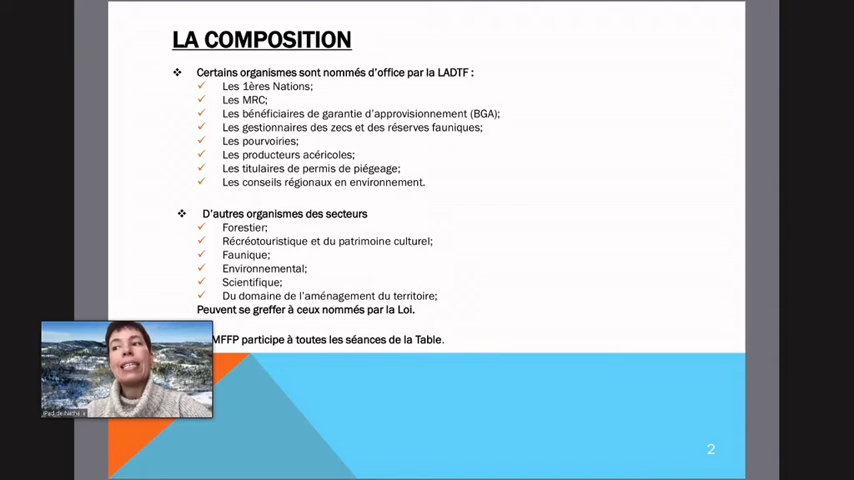 LA COMPOSITION
Certains organismes sont nommés d'office par la LADTF :
Les 1ères Nations;
Les MRC;
Les bénéficiaires de garantie d'approvisionnement (BGA);
Les gestionnaires des zecs et des réserves fauniques;
Les pourvoiries;
Les producteurs acéricoles;
Les titulaires de permis de piégeage;
Les conseils régionaux en environnement.
D'autres organismes des secteurs
Forestier;
Récréotouristique et du patrimoine culturel;
Faunique;
Environnemental;
Scientifique;
Du domaine de l'aménagement du territoire;
Peuvent se greffer à ceux nommés par la Loi.
MFFP participe à toutes les séances de la Table.
iPad de
2